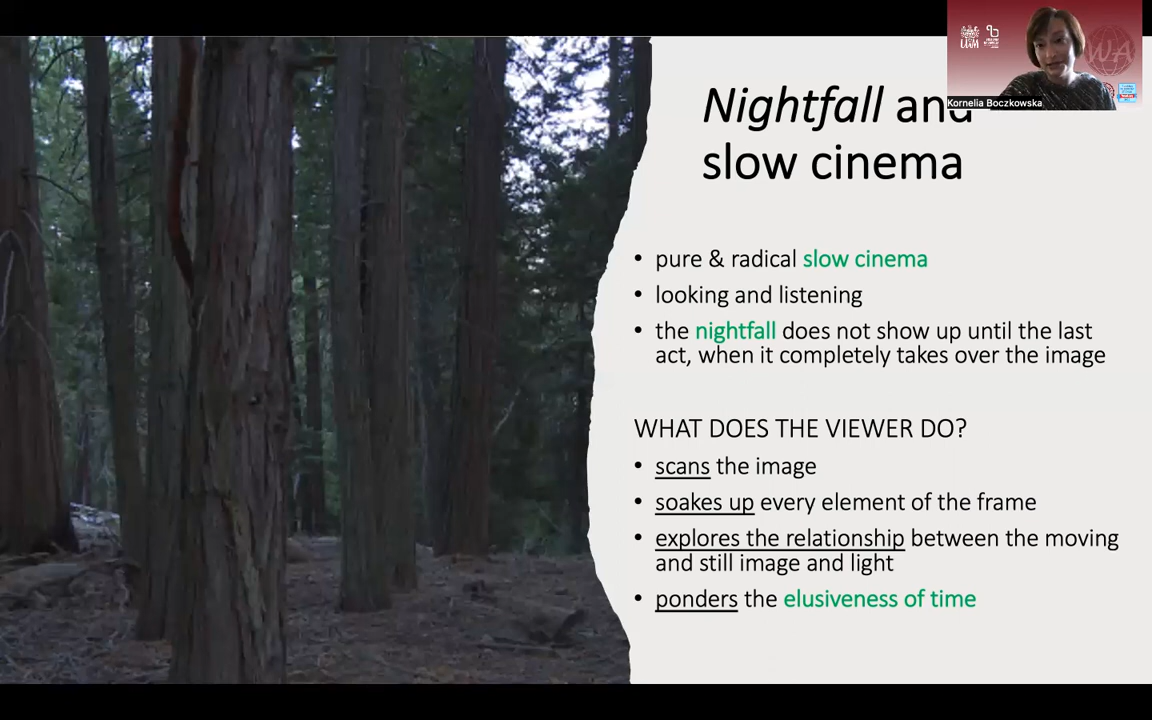 UWM
WA
Kornelia Boczkowska
Nightfall and
slow cinema
• pure & radical slow cinema
• looking and listening
• the nightfall does not show up until the last
act, when it completely takes over the image
WHAT DOES THE VIEWER DO?
• scans the image
• soakes up every element of the frame
• explores the relationship between the moving
and still image and light
• ponders the elusiveness of time